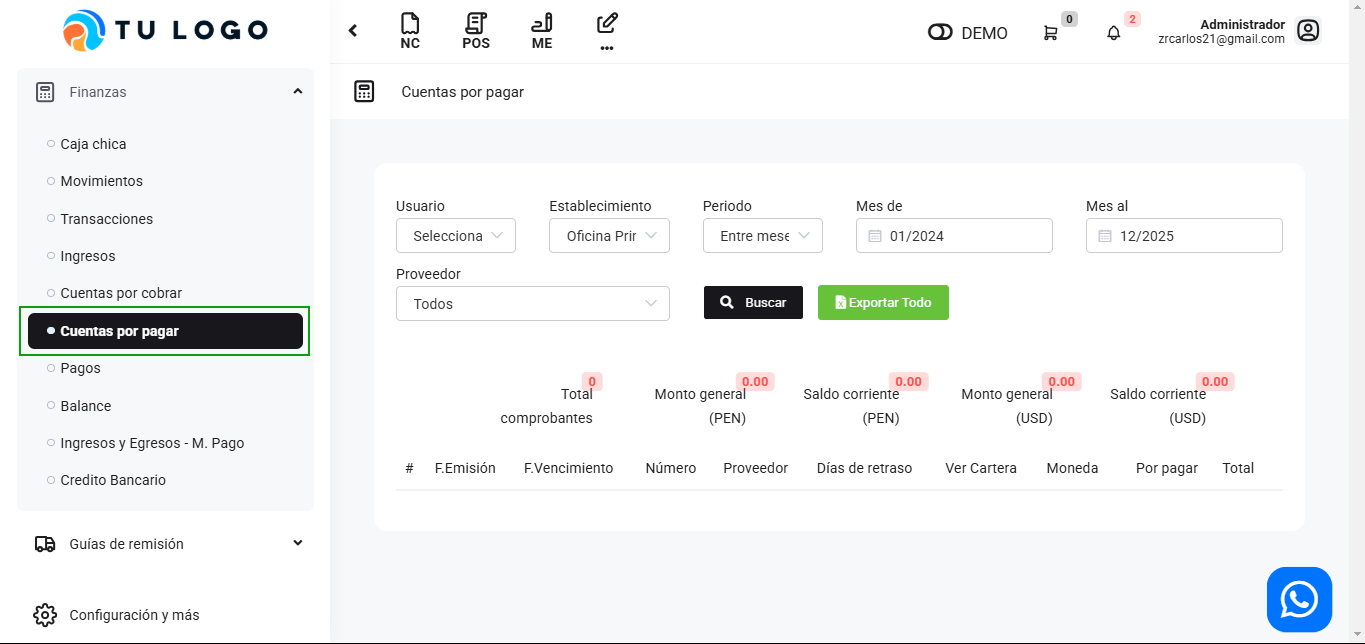 TU LOGO
NC
POS
ME
...
DEMO
0
2
Administrador
zrcarlos21@gmail.com
Finanzas
Caja chica
Movimientos
Transacciones
Ingresos
Cuentas por cobrar
Cuentas por pagar
Pagos
Balance
Ingresos y Egresos - M. Pago
Credito Bancario
Guías de remisión
Configuración y más
Cuentas por pagar
Usuario
Establecimiento
Periodo
Mes de
Mes al
Selecciona
Oficina Prin
Entre mese
01/2024
12/2025
Proveedor
Todos
Buscar
Exportar Todo
0
0.00
0.00
0.00
0.00
Total
Monto general
Saldo corriente
Monto general
Saldo corriente
comprobantes
(PEN)
(PEN)
(USD)
(USD)
# F.Emisión F.Vencimiento Número Proveedor Días de retraso Ver Cartera Moneda Por pagar Total